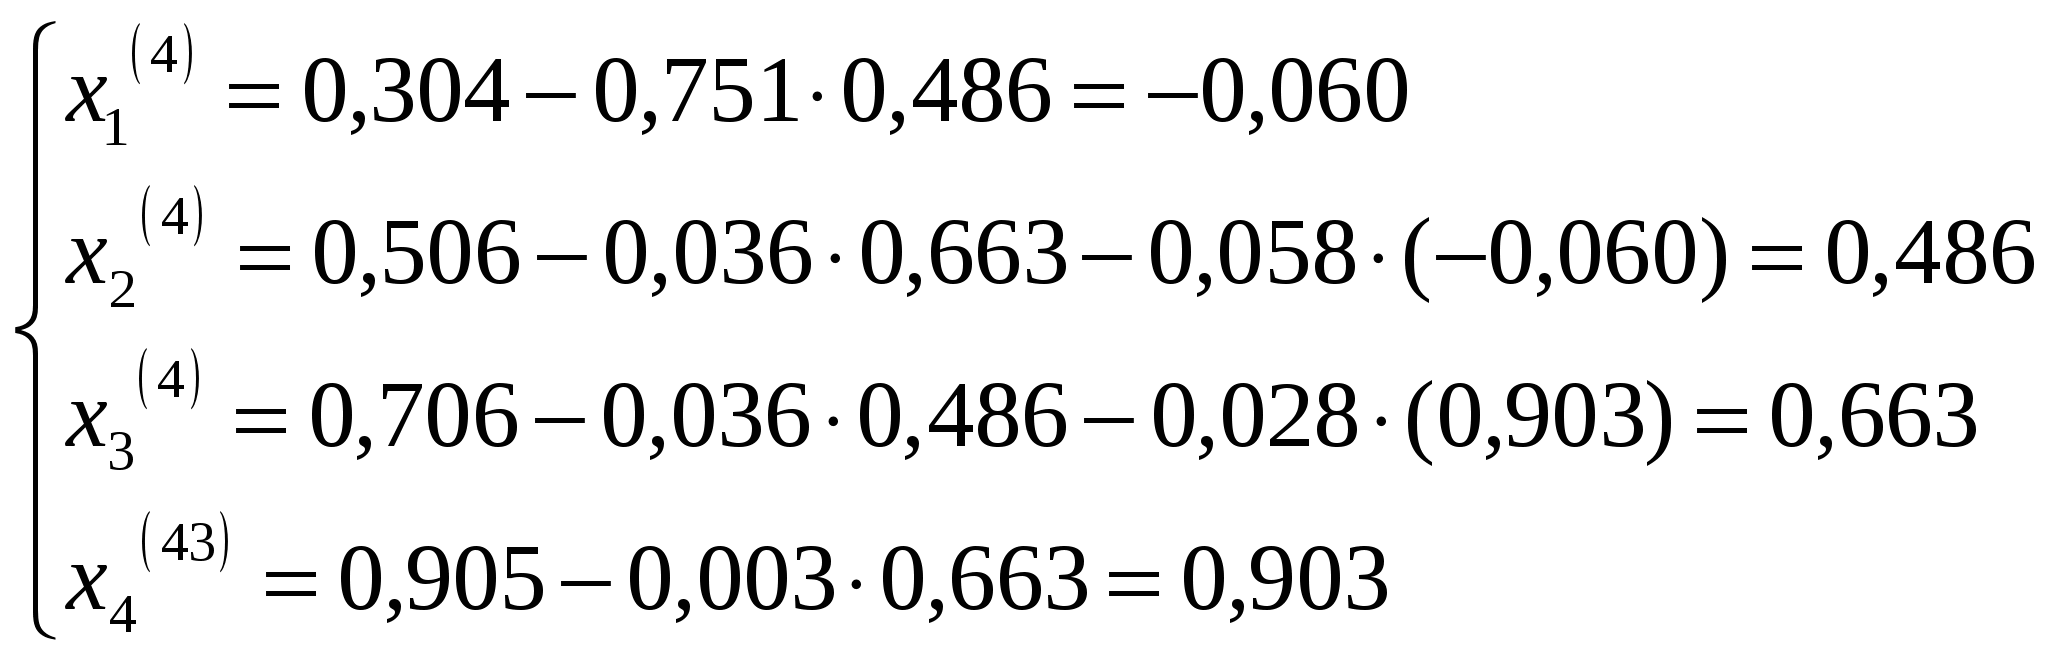 x₁⁽⁴⁾ = 0,304 − 0,751 · 0,486 = −0,060
x₂⁽⁴⁾ = 0,506 − 0,036 · 0,663 − 0,058 · (−0,060) = 0,486
x₃⁽⁴⁾ = 0,706 − 0,036 · 0,486 − 0,028 · (0,903) = 0,663
x₄⁽⁴³⁾ = 0,905 − 0,003 · 0,663 = 0,903